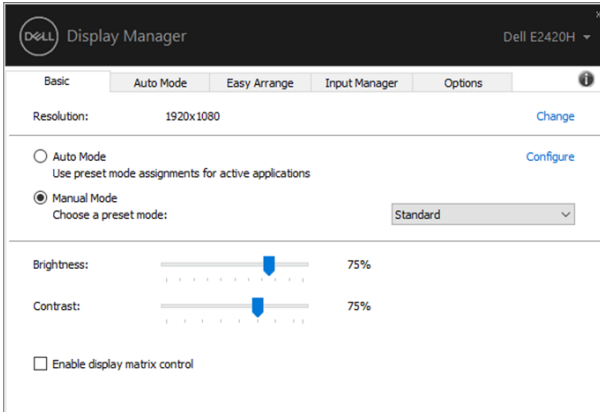 DELL Display Manager Dell E2420H
Basic Auto Mode Easy Arrange Input Manager Options
Resolution: 1920x1080 Change
Auto Mode Configure
Use preset mode assignments for active applications
Manual Mode
Choose a preset mode: Standard
Brightness: 75%
Contrast: 75%
Enable display matrix control